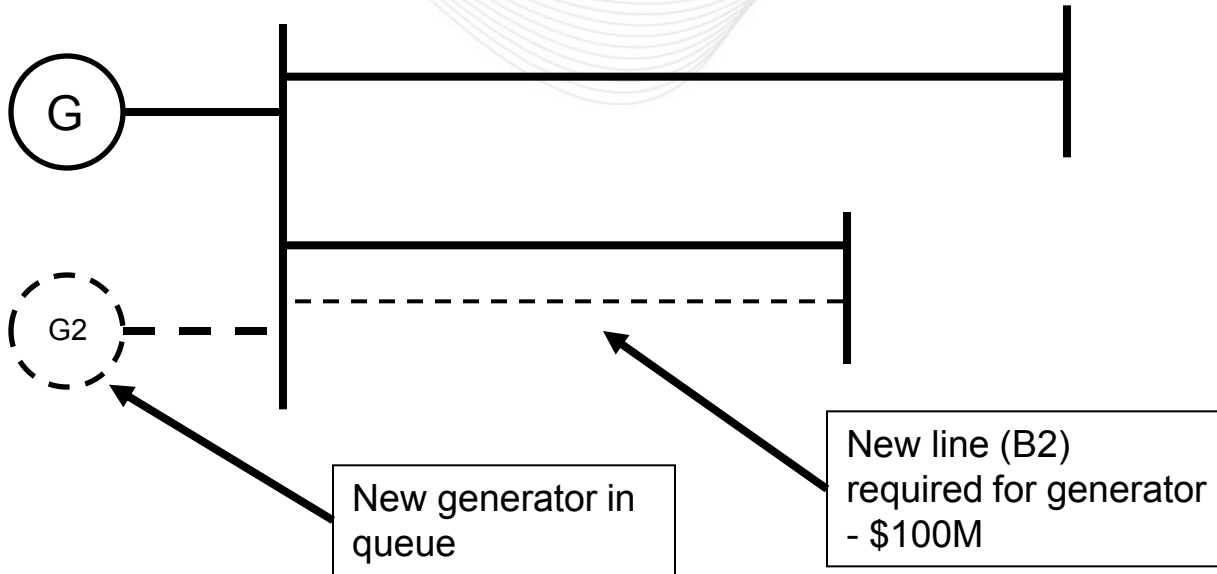 G
G2
New generator in
queue
New line (B2)
required for generator
- $100M